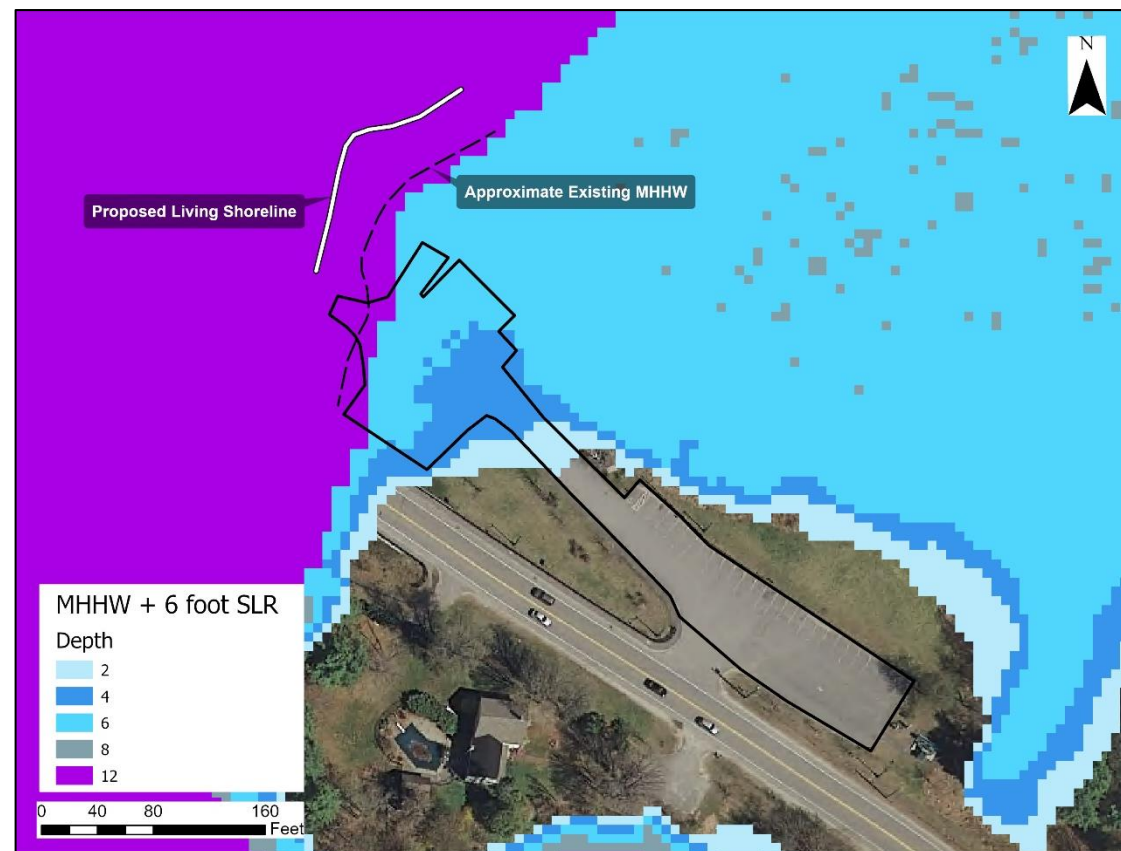 N
Proposed Living Shoreline
Approximate Existing MHHW
MHHW + 6 foot SLR
Depth
2
4
6
8
12
0 40 80 160
Feet